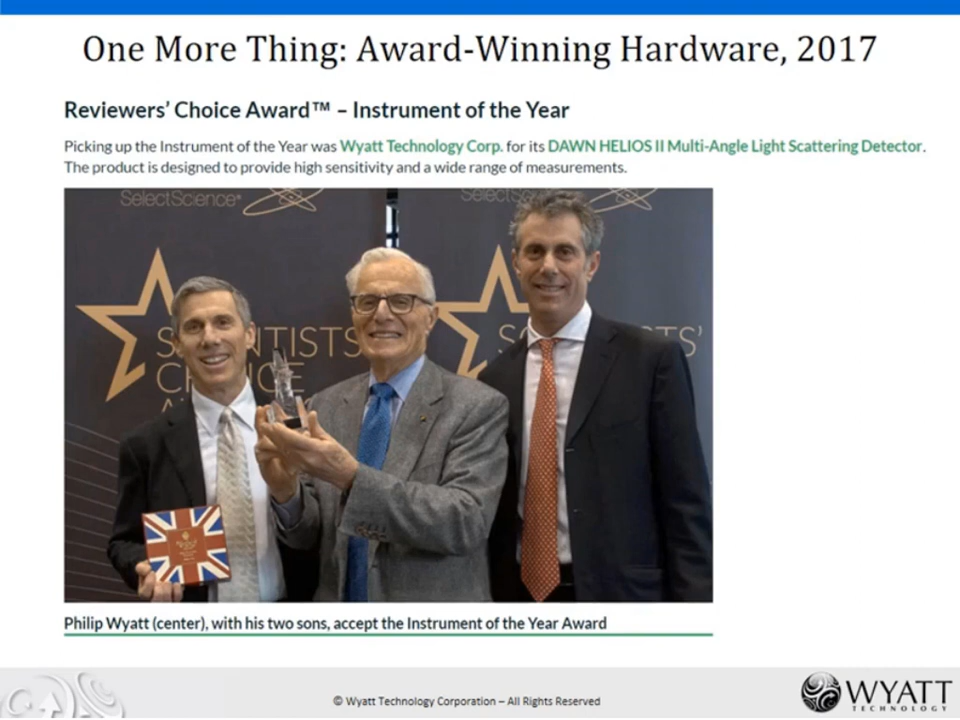 One More Thing: Award-Winning Hardware, 2017
Reviewers' Choice Award™ – Instrument of the Year
Picking up the Instrument of the Year was Wyatt Technology Corp. for its DAWN HELIOS II Multi-Angle Light Scattering Detector.
The product is designed to provide high sensitivity and a wide range of measurements.
SelectScience®
SCIENTISTS'
Philip Wyatt (center), with his two sons, accept the Instrument of the Year Award
© Wyatt Technology Corporation – All Rights Reserved
WYATT
TECHNOLOGY